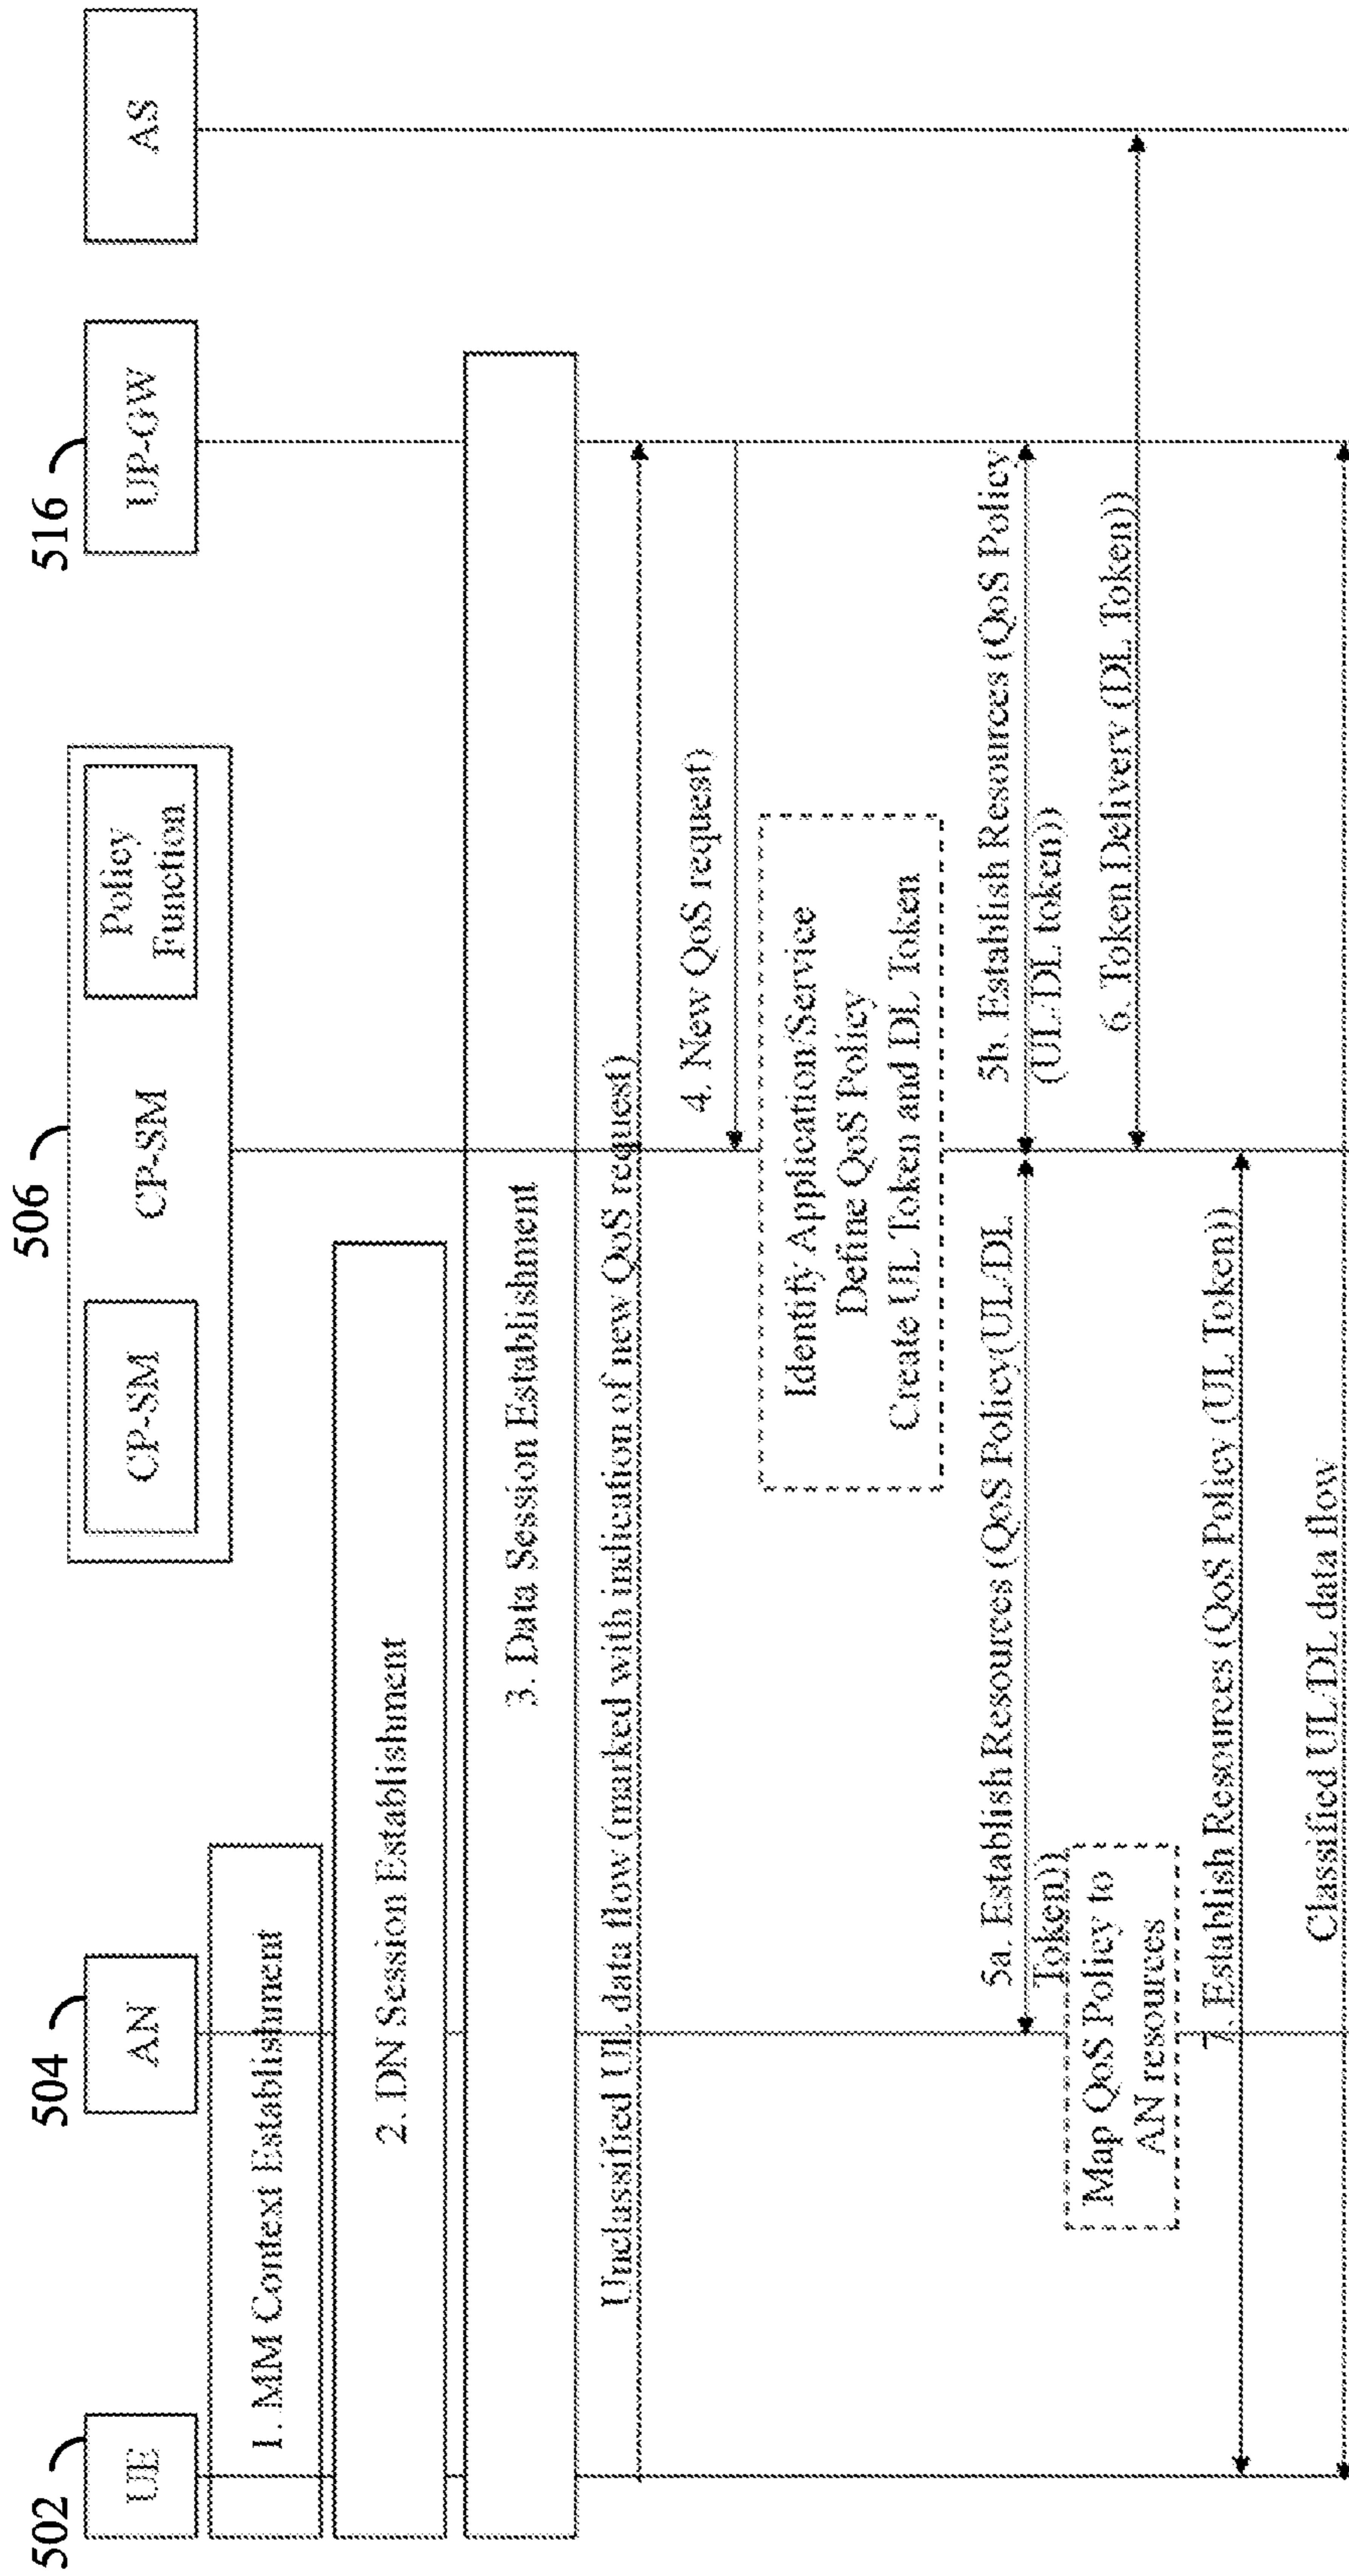 502
504
506
516
UE
AN
CP-SM
CP-SM
Policy
Function
UP-GW
AS
1. MM Context Establishment
2. DN Session Establishment
3. Data Session Establishment
Unclassified UL data flow (marked with indication of new QoS request)
4. New QoS request)
Identify Application/Service
Define QoS Policy
Create UL Token and DL Token
5a. Establish Resources (QoS Policy(UL/DL
Token))
5b. Establish Resources (QoS Policy
(UL/DL token))
Map QoS Policy to
AN resources
6. Token Delivery (DL Token))
7. Establish Resources (QoS Policy (UL Token))
Classified UL/DL data flow